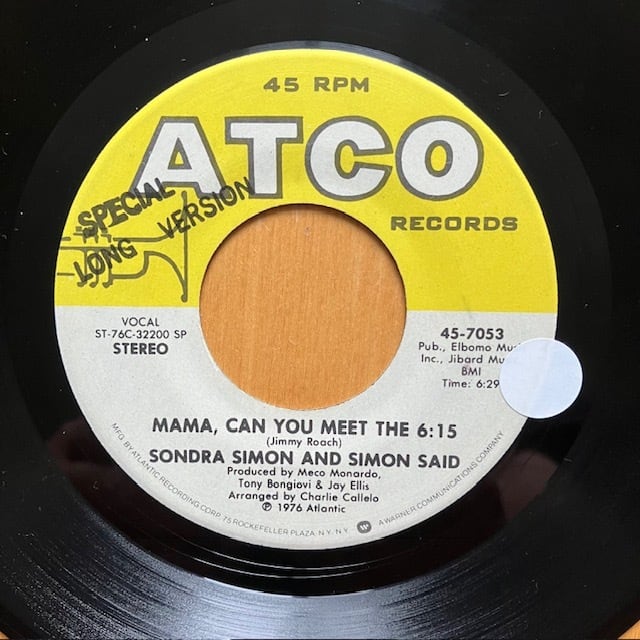 45 RPM
ATCO
RECORDS
SPECIAL
LONG VERSION
VOCAL
ST-76C-32200 SP
STEREO
45-7053
Pub., Elbomo
Inc., Jibard
BMI
Time: 6:29
MAMA, CAN YOU MEET THE 6:15
(Jimmy Roach)
SONDRA SIMON AND SIMON SAID
Produced by Meco Monardo,
Tony Bongiovi & Jay Ellis
Arranged by Charlie Callelo
℗ 1976 Atlantic
MFG. BY ATLANTIC RECORDING CORP. 75 ROCKEFELLER PLAZA, N.Y. N.Y. W A WARNER COMMUNICATIONS COMPANY